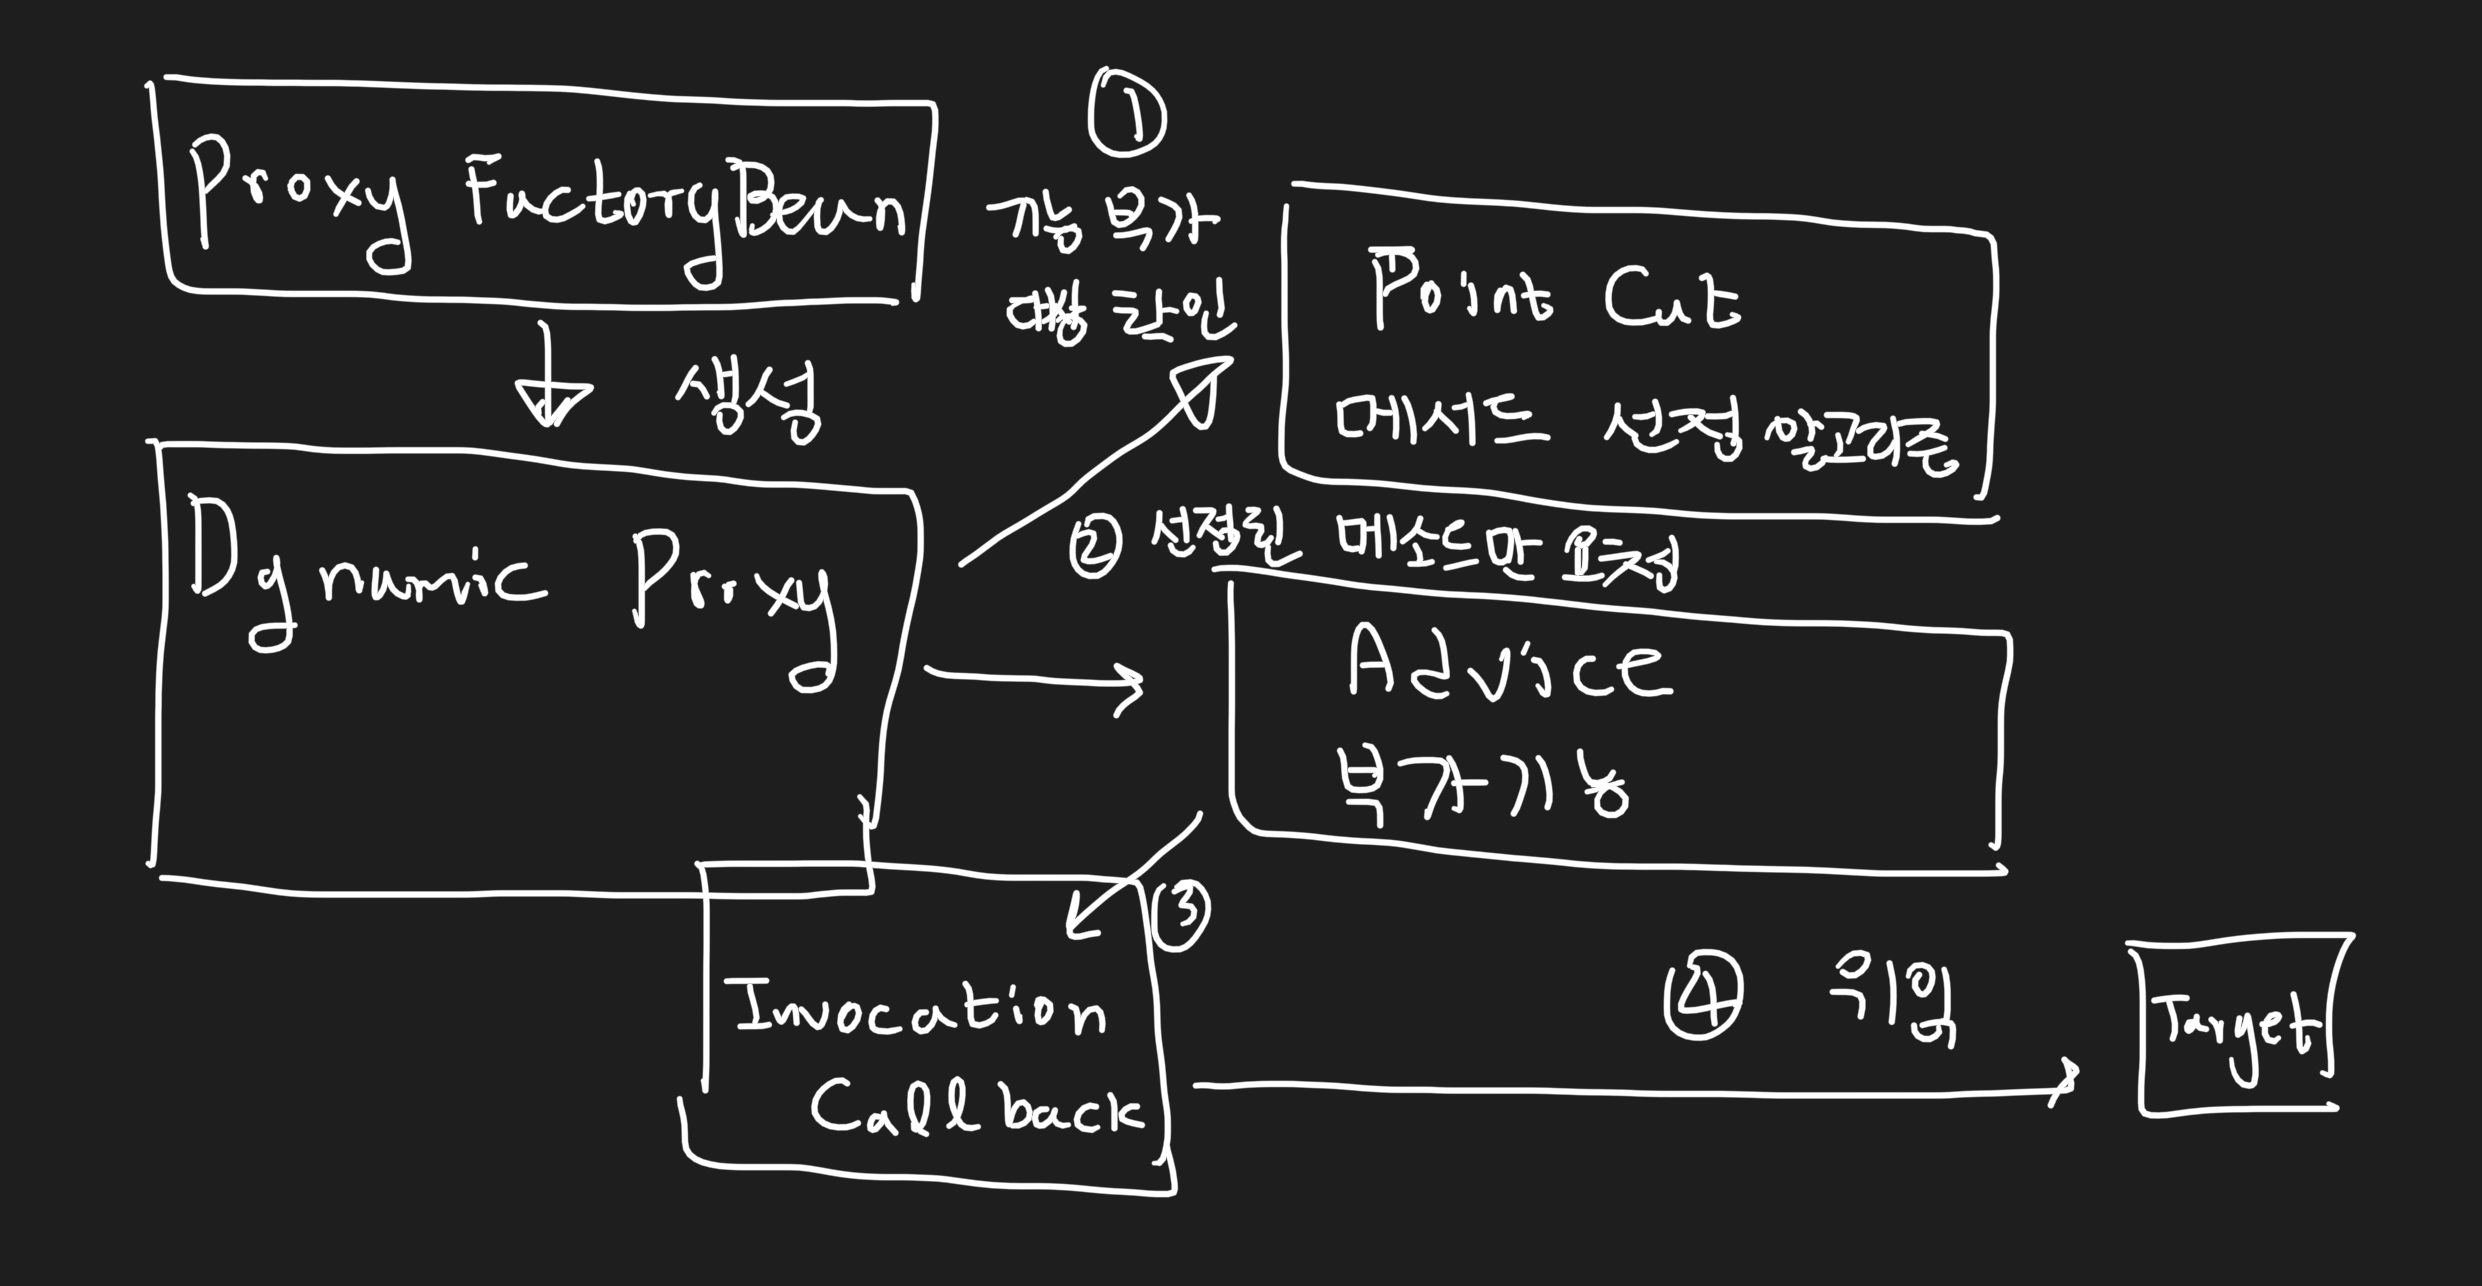 Proxy FactoryBean
①
기능 부가
대상 확인
생성
Point Cut
메서드 선정 알고리즘
Dynamic Proxy
② 선정된 메소드만 요청
Advice
부가기능
③
Invocation
Callback
④ 위임
Target